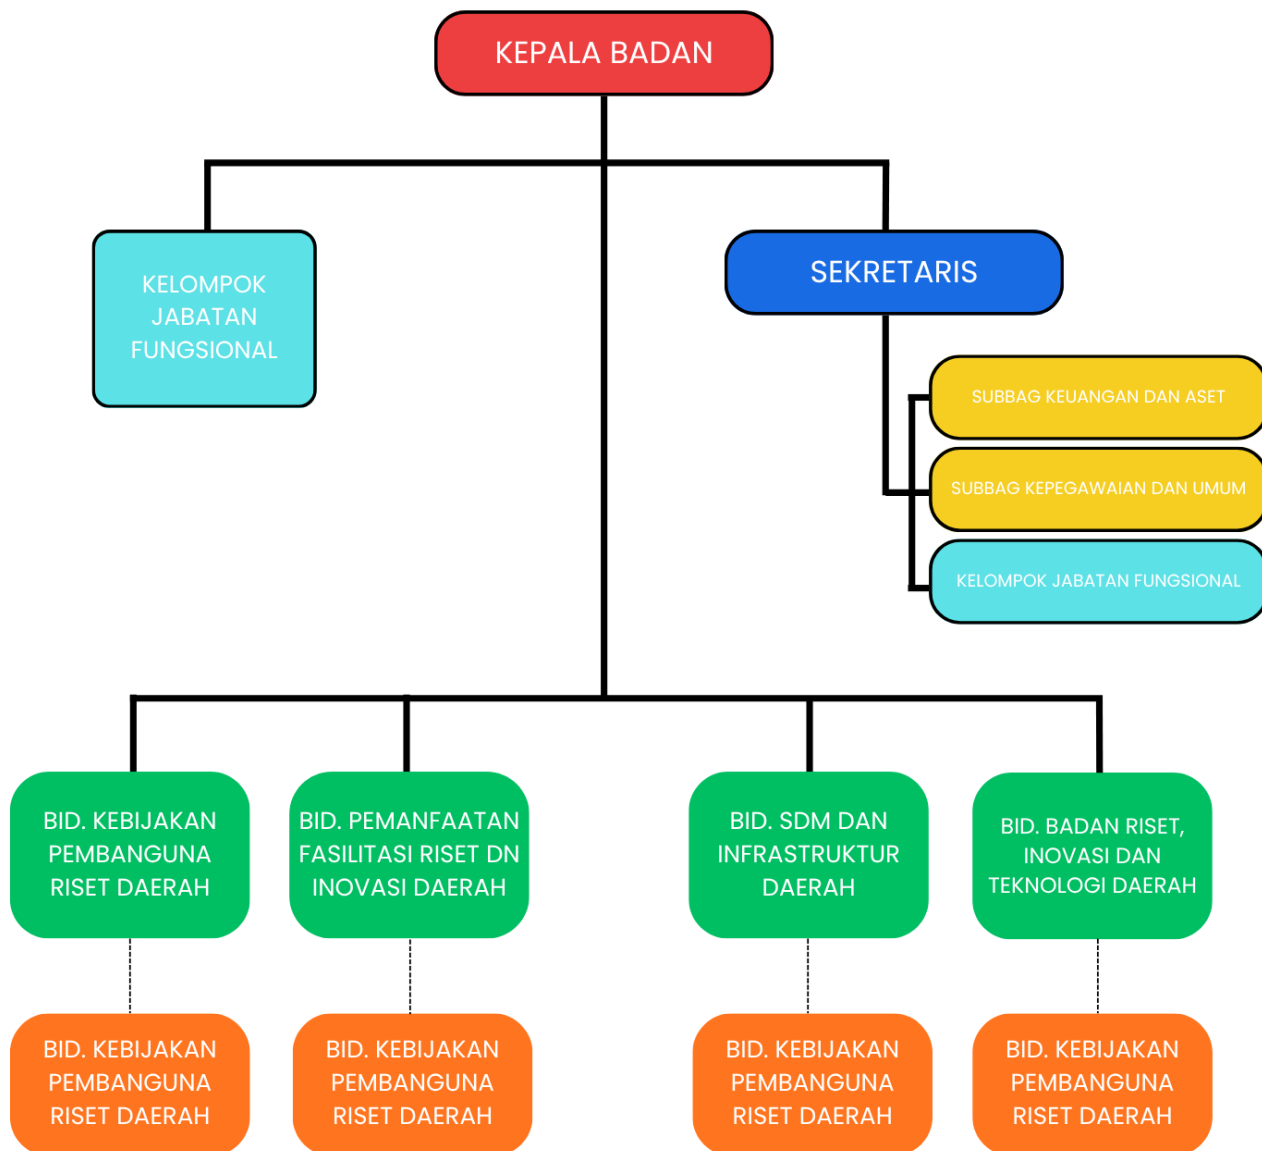 KEPALA BADAN
KELOMPOK
JABATAN
FUNGSIONAL
SEKRETARIS
SUBBAG KEUANGAN DAN ASET
SUBBAG KEPEGAWAIAN DAN UMUM
KELOMPOK JABATAN FUNGSIONAL
BID. KEBIJAKAN
PEMBANGUNA
RISET DAERAH
BID. PEMANFAATAN
FASILITASI RISET DN
INOVASI DAERAH
BID. SDM DAN
INFRASTRUKTUR
DAERAH
BID. BADAN RISET,
INOVASI DAN
TEKNOLOGI DAERAH
BID. KEBIJAKAN
PEMBANGUNA
RISET DAERAH
BID. KEBIJAKAN
PEMBANGUNA
RISET DAERAH
BID. KEBIJAKAN
PEMBANGUNA
RISET DAERAH
BID. KEBIJAKAN
PEMBANGUNA
RISET DAERAH